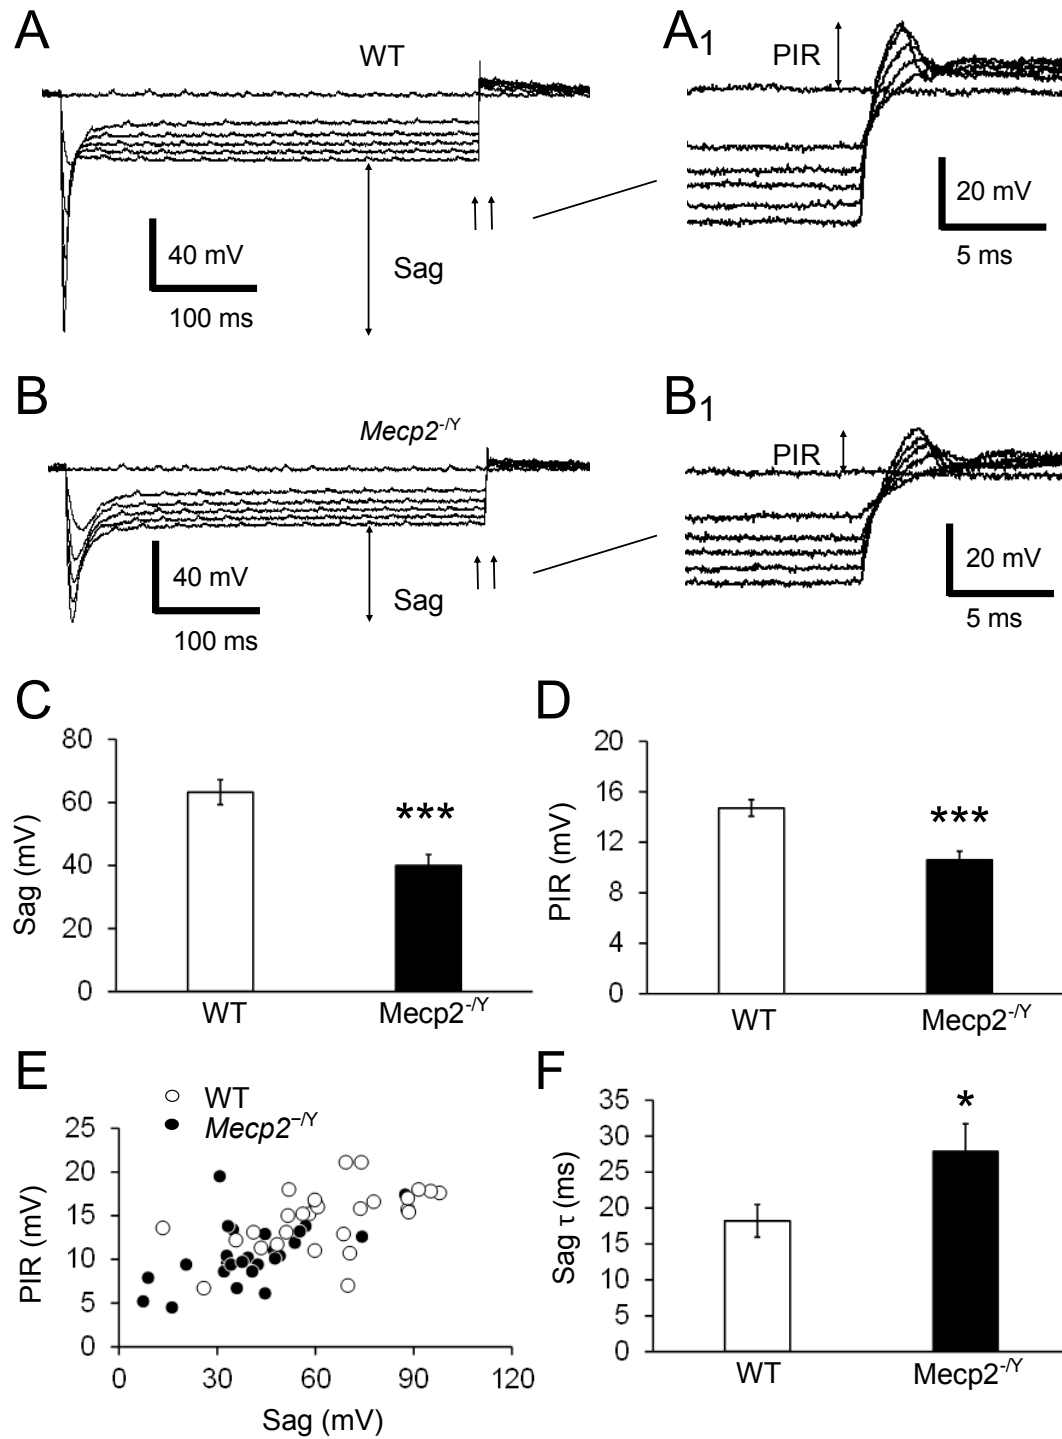 A
WT
40 mV
100 ms
Sag
A1
PIR
20 mV
5 ms
B
Mecp2-/Y
40 mV
100 ms
Sag
B1
PIR
20 mV
5 ms
C
80
60
40
20
0
Sag (mV)
***
WT
Mecp2-/Y
D
20
16
12
8
4
0
PIR (mV)
***
WT
Mecp2-/Y
E
WT
Mecp2–/Y
25
20
15
10
5
0
PIR (mV)
0 30 60 90 120
Sag (mV)
F
35
30
25
20
15
10
5
0
Sag τ (ms)
*
WT
Mecp2-/Y